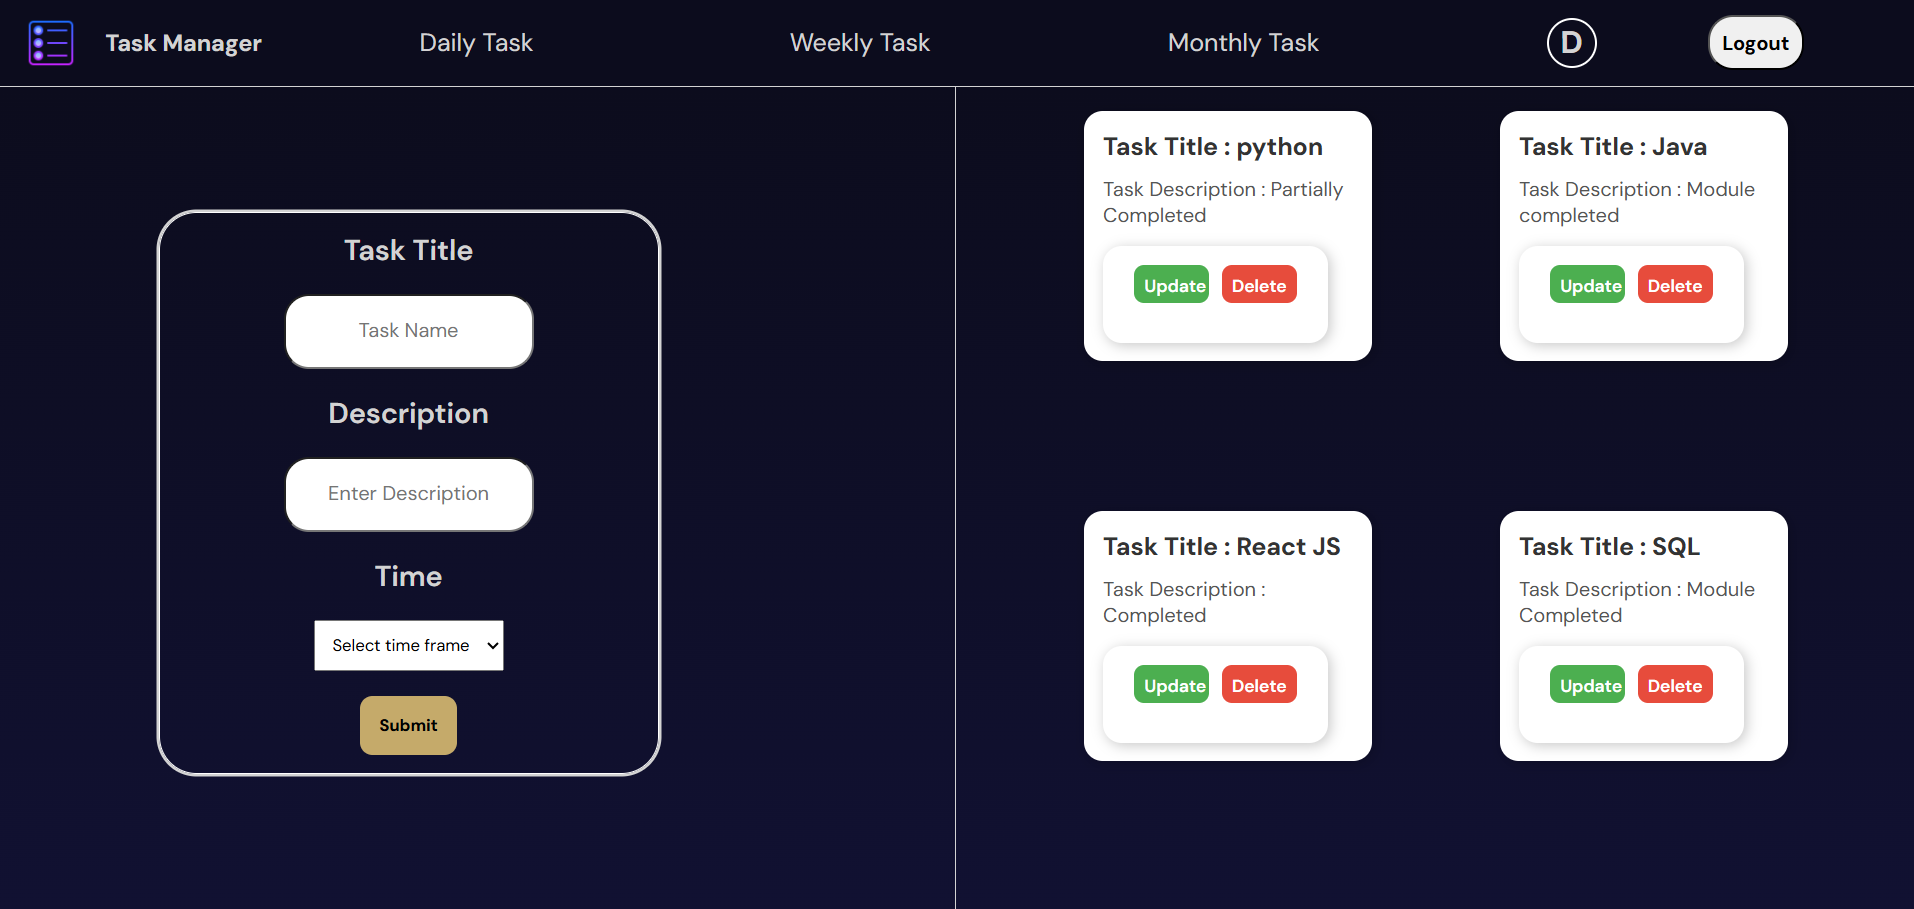 Task Manager
Daily Task
Weekly Task
Monthly Task
D
Logout
Task Title
Task Name
Description
Enter Description
Time
Select time frame
Submit
Task Title : python
Task Description : Partially
Completed
Update Delete
Task Title : Java
Task Description : Module
completed
Update Delete
Task Title : React JS
Task Description :
Completed
Update Delete
Task Title : SQL
Task Description : Module
Completed
Update Delete